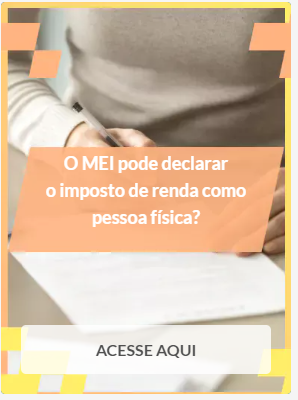 O MEI pode declarar
o imposto de renda como
pessoa física?
ACESSE AQUI